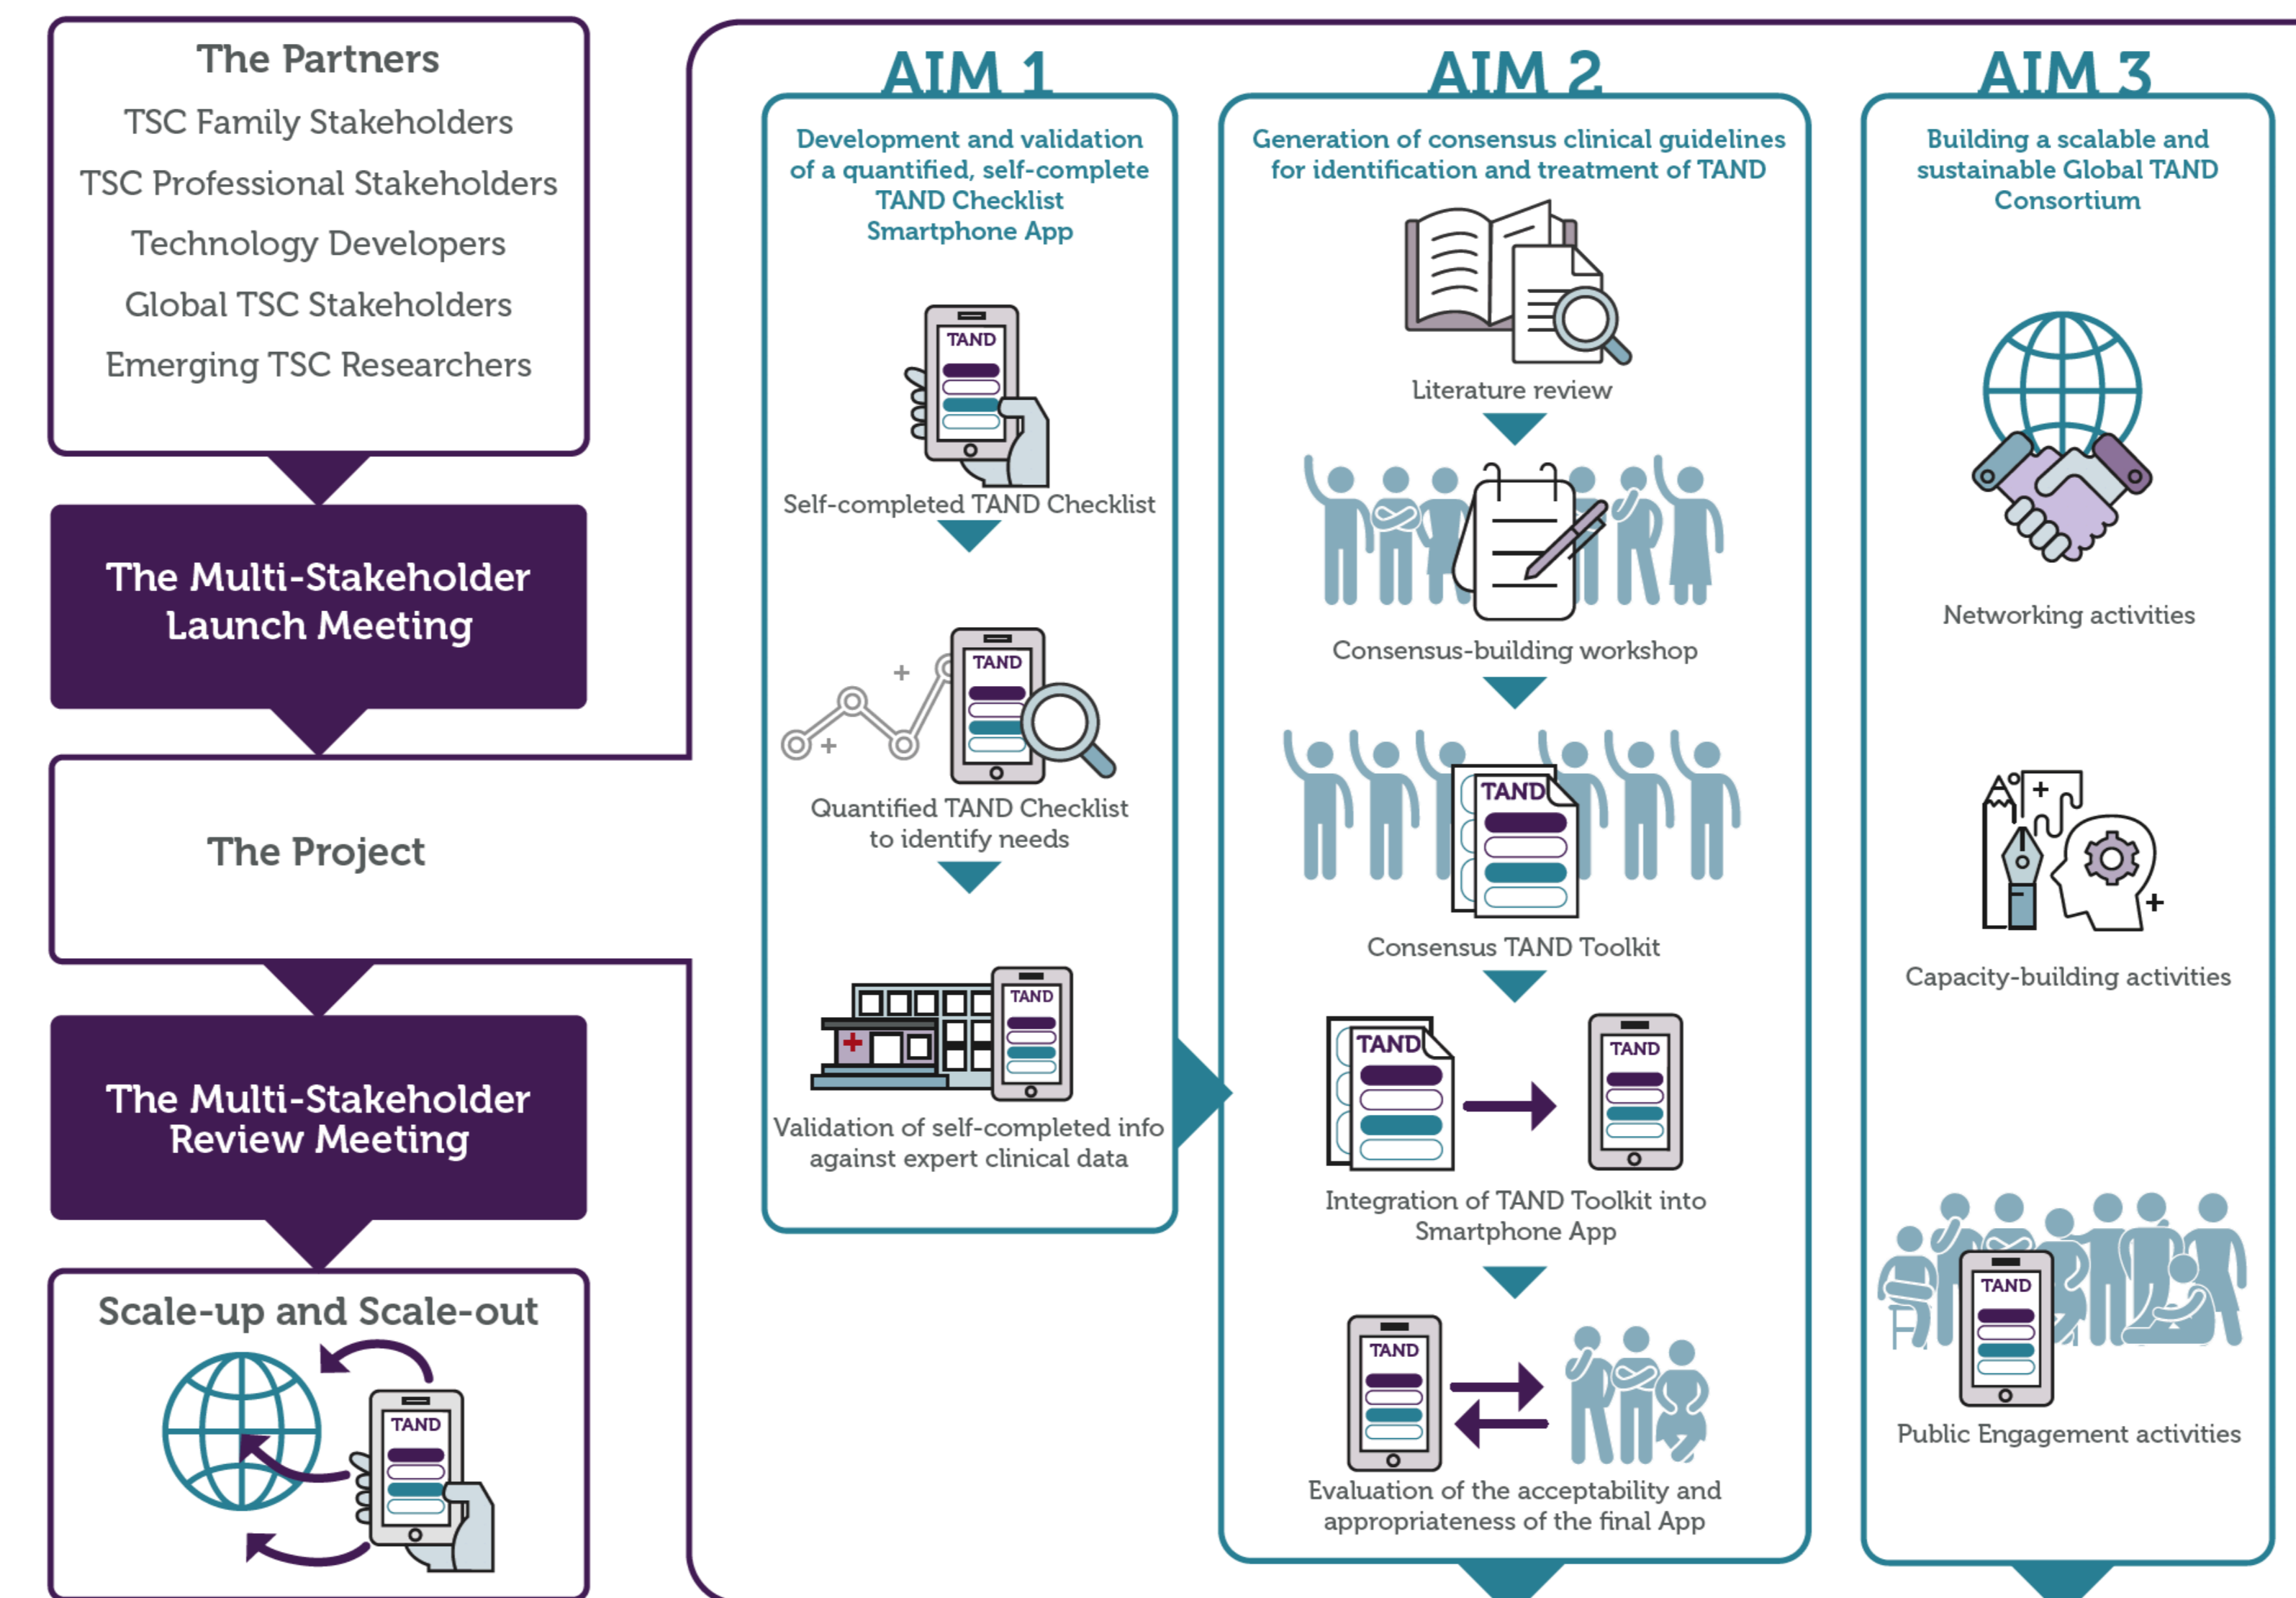 The Partners
TSC Family Stakeholders
TSC Professional Stakeholders
Technology Developers
Global TSC Stakeholders
Emerging TSC Researchers
The Multi-Stakeholder
Launch Meeting
The Project
The Multi-Stakeholder
Review Meeting
Scale-up and Scale-out
TAND
AIM 1
Development and validation
of a quantified, self-complete
TAND Checklist
Smartphone App
TAND
Self-completed TAND Checklist
TAND
Quantified TAND Checklist
to identify needs
TAND
Validation of self-completed info
against expert clinical data
AIM 2
Generation of consensus clinical guidelines
for identification and treatment of TAND
Literature review
Consensus-building workshop
TAND
Consensus TAND Toolkit
TAND
TAND
Integration of TAND Toolkit into
Smartphone App
TAND
Evaluation of the acceptability and
appropriateness of the final App
AIM 3
Building a scalable and
sustainable Global TAND
Consortium
Networking activities
Capacity-building activities
TAND
Public Engagement activities